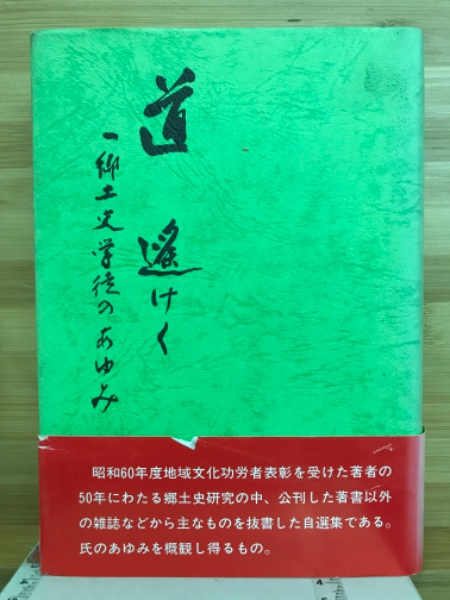 道 遙けく
一郷土史学徒のあゆみ
昭和60年度地域文化功労者表彰を受けた著者の
50年にわたる郷土史研究の中、公刊した著書以外
の雑誌などから主なものを抜書した自選集である。
氏のあゆみを概観し得るもの。